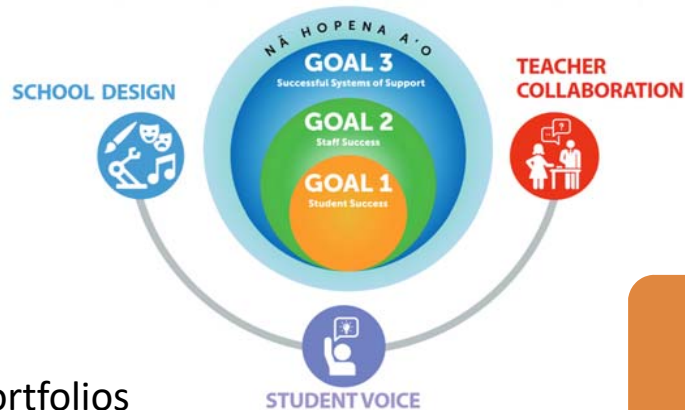 NĀ HOPENA A'O
GOAL 3
Successful Systems of Support
SCHOOL DESIGN
TEACHER
COLLABORATION
GOAL 2
Staff Success
GOAL 1
Student Success
?
ortfolios
STUDENT VOICE